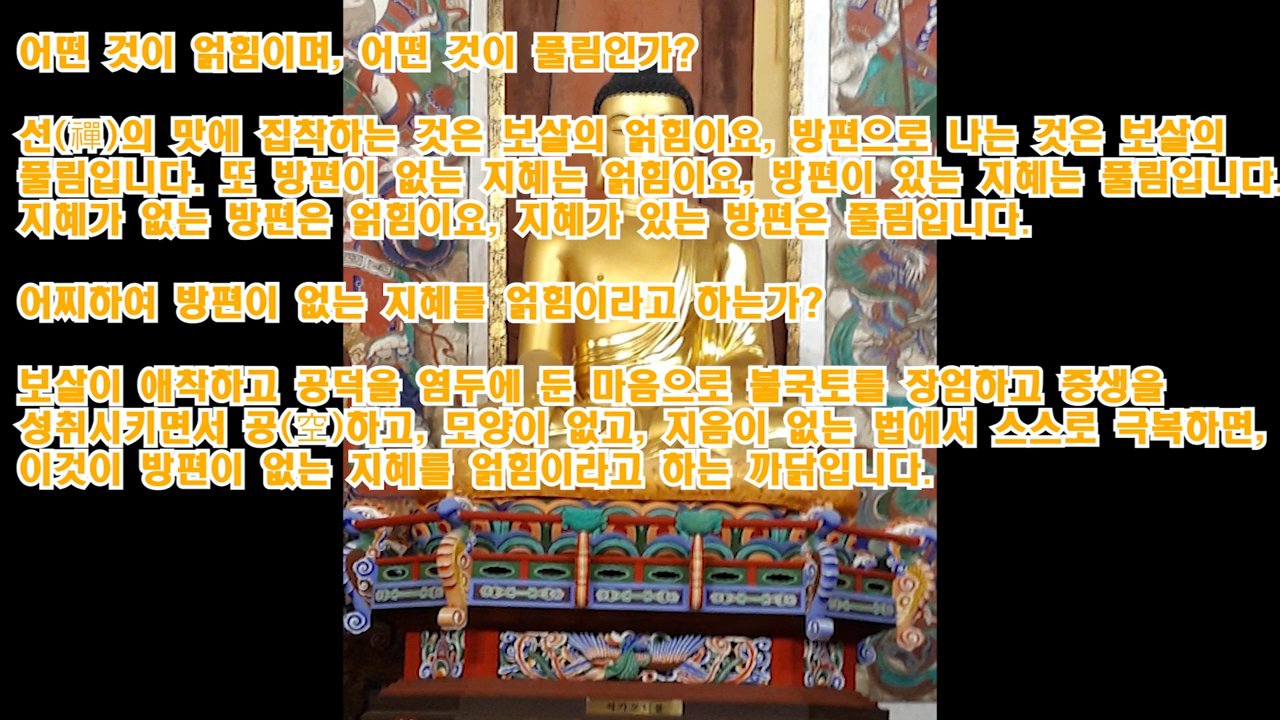 어떤 것이 얽힘이며, 어떤 것이 풀림인가?
선(禪)의 맛에 집착하는 것은 보살의 얽힘이요, 방편으로 나는 것은 보살의
풀림입니다. 또 방편이 없는 지혜는 얽힘이요, 방편이 있는 지혜는 풀림입니다.
지혜가 없는 방편은 얽힘이요, 지혜가 있는 방편은 풀림입니다.
어찌하여 방편이 없는 지혜를 얽힘이라고 하는가?
보살이 애착하고 공덕을 염두에 둔 마음으로 불국토를 장엄하고 중생을
성취시키면서 공(空)하고, 모양이 없고, 지음이 없는 법에서 스스로 극복하면,
이것이 방편이 없는 지혜를 얽힘이라고 하는 까닭입니다.
석가모니불